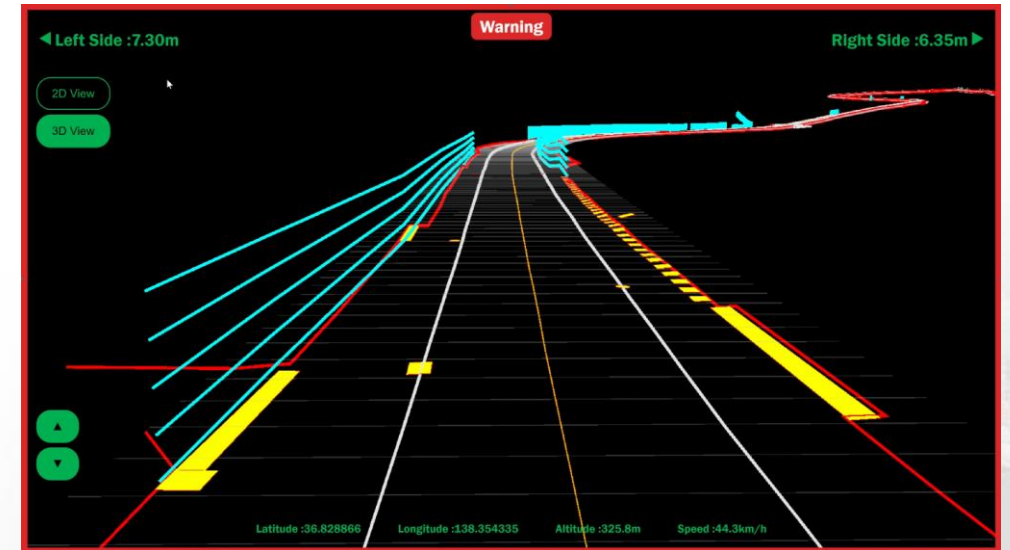 Warning
◀Left Side :7.30m
Right Side :6.35m▶
2D View
3D View
▲
▼
Latitude :36.828866 Longitude :138.354335 Altitude :325.8m Speed :44.3km/h